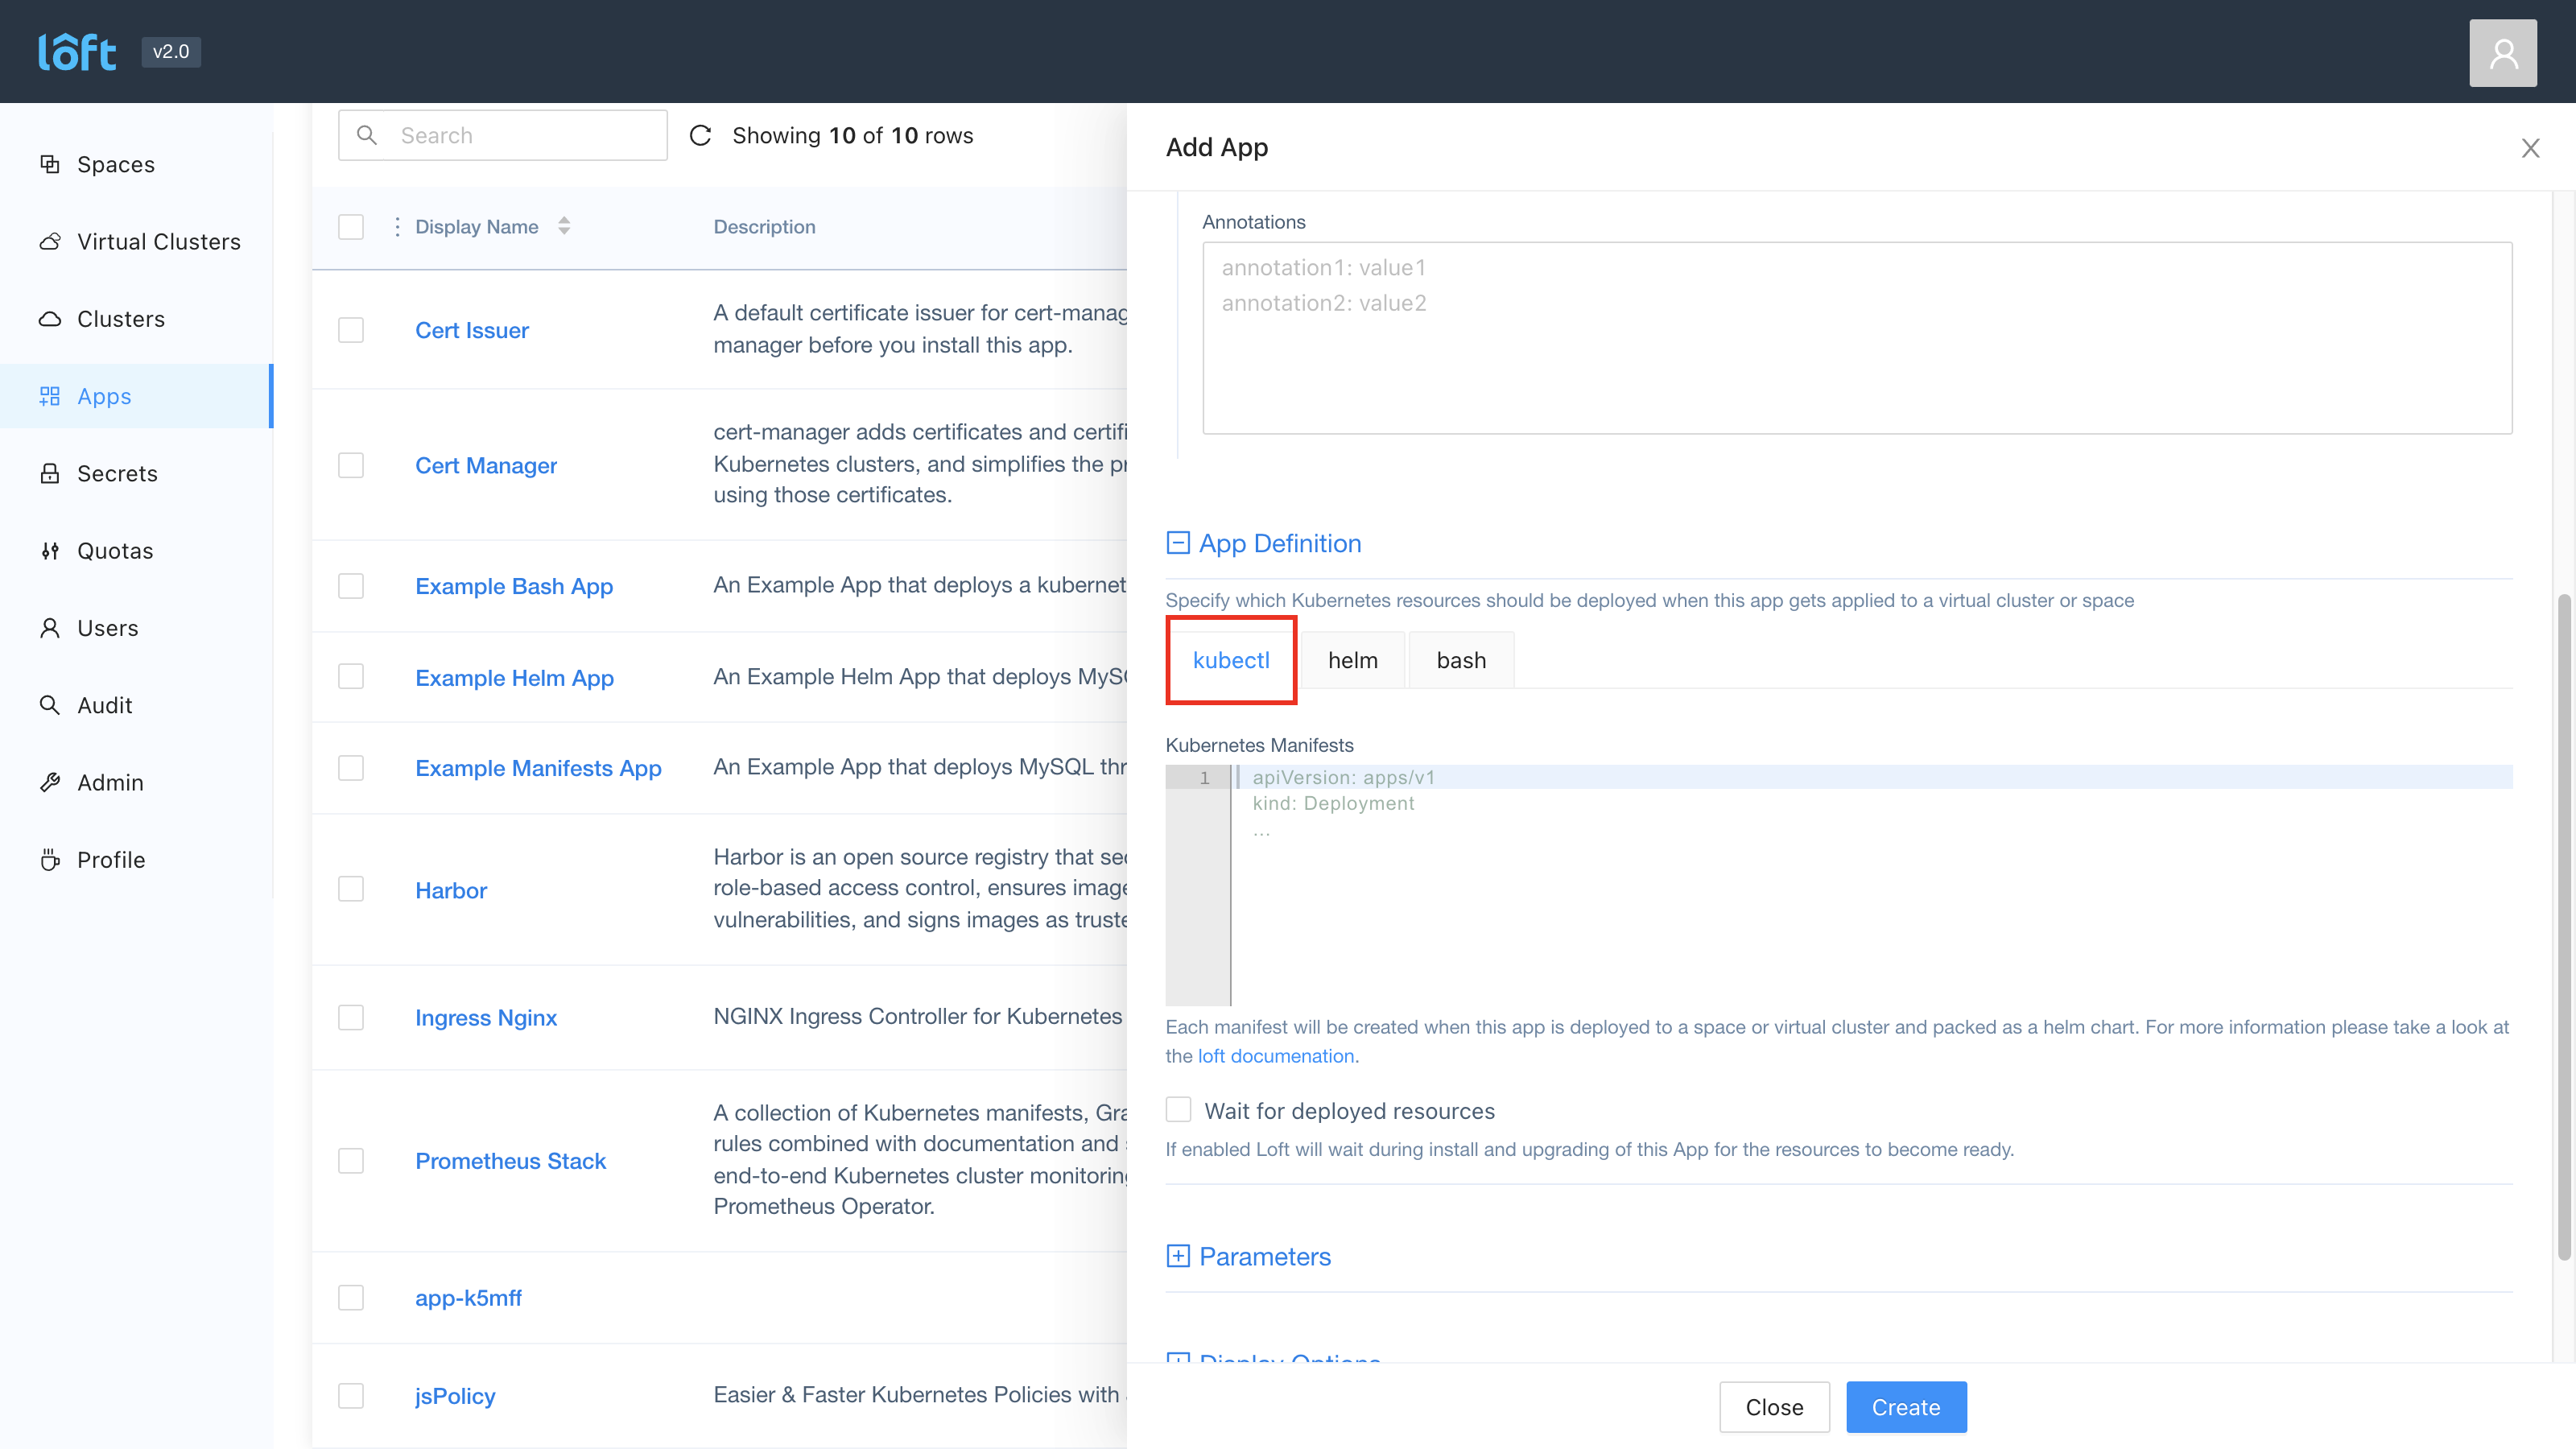 loft
v2.0
Spaces
Virtual Clusters
Clusters
Apps
Secrets
Quotas
Users
Audit
Admin
Profile
Search
Showing 10 of 10 rows
Display Name
Description
Cert Issuer
A default certificate issuer for cert-manag
manager before you install this app.
Cert Manager
cert-manager adds certificates and certifi
Kubernetes clusters, and simplifies the pr
using those certificates.
Example Bash App
An Example App that deploys a kubernet
Example Helm App
An Example Helm App that deploys MySQ
Example Manifests App
An Example App that deploys MySQL thr
Harbor
Harbor is an open source registry that sec
role-based access control, ensures image
vulnerabilities, and signs images as truste
Ingress Nginx
NGINX Ingress Controller for Kubernetes
Prometheus Stack
A collection of Kubernetes manifests, Gra
rules combined with documentation and s
end-to-end Kubernetes cluster monitoring
Prometheus Operator.
app-k5mff
jsPolicy
Easier & Faster Kubernetes Policies with
Add App
Annotations
annotation1: value1
annotation2: value2
App Definition
Specify which Kubernetes resources should be deployed when this app gets applied to a virtual cluster or space
kubectl
helm
bash
Kubernetes Manifests
1
apiVersion: apps/v1
kind: Deployment
...
Each manifest will be created when this app is deployed to a space or virtual cluster and packed as a helm chart. For more information please take a look at
the loft documenation.
Wait for deployed resources
If enabled Loft will wait during install and upgrading of this App for the resources to become ready.
Parameters
Display Options
Close
Create